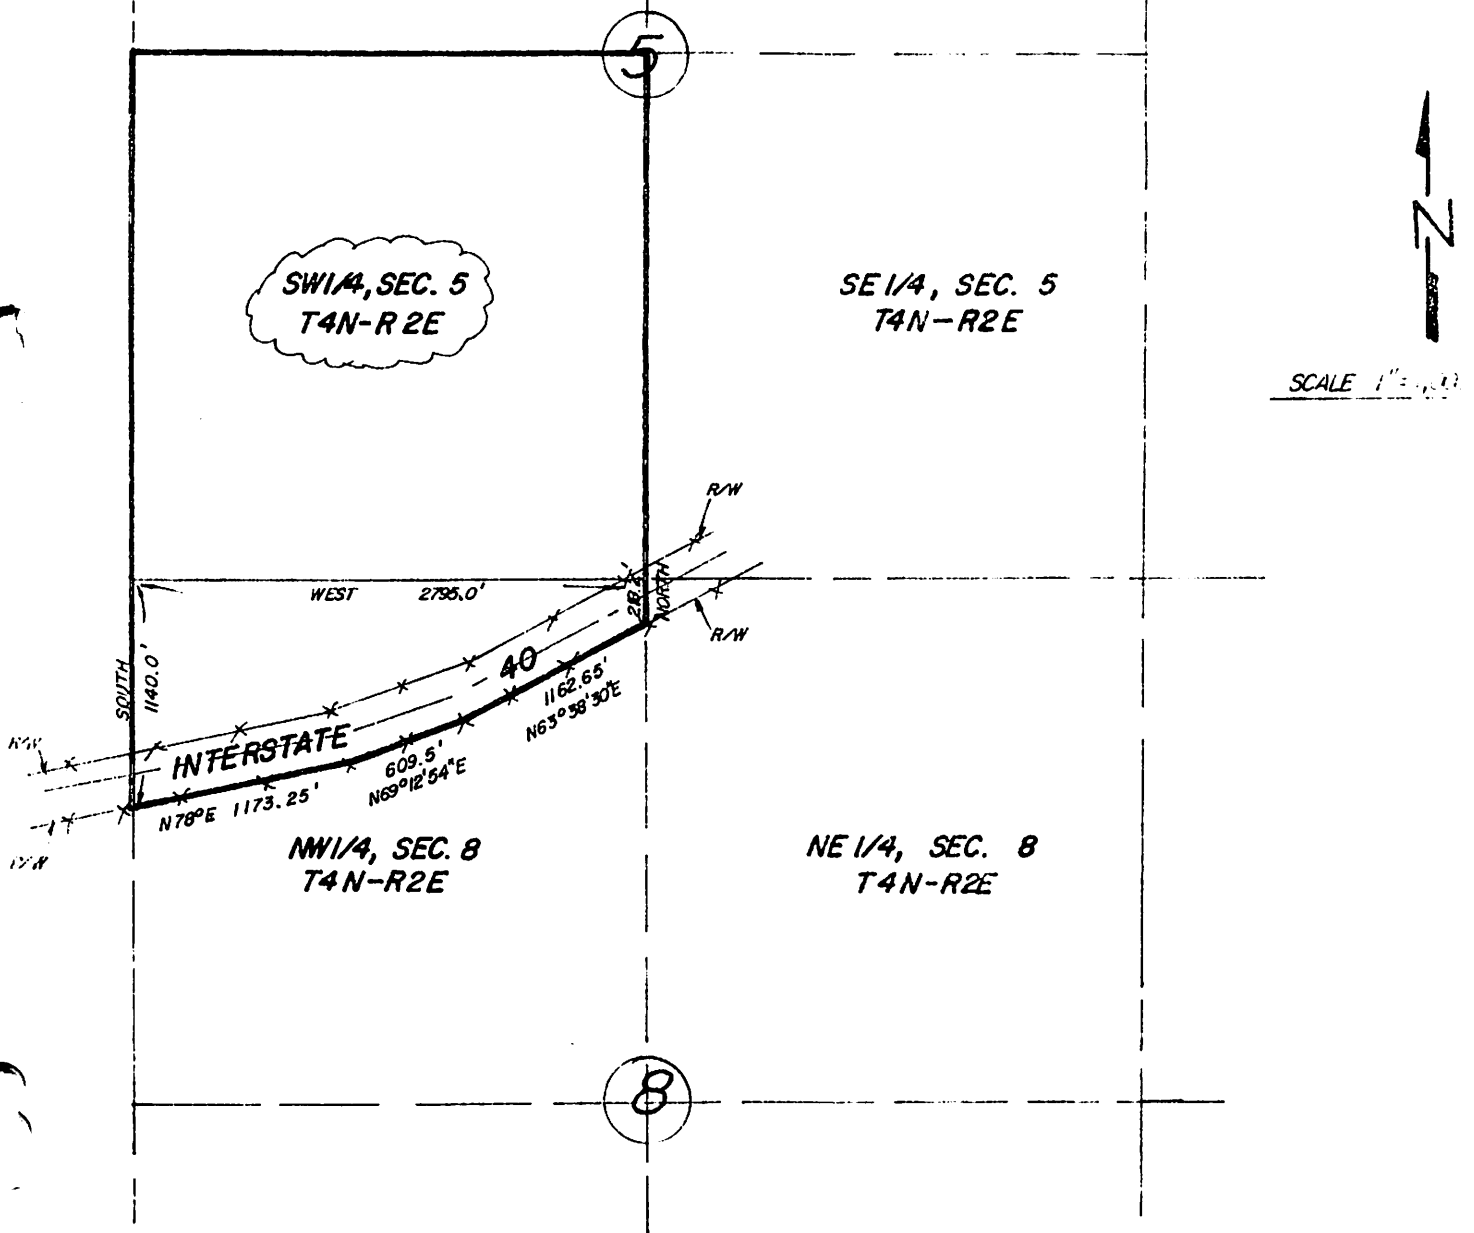 5
SW1/4, SEC. 5
T4N-R2E
SE 1/4, SEC. 5
T4N-R2E
N
SCALE 1"=
R/W
WEST 2795.0'
NORTH
R/W
SOUTH
1140.0'
40
1162.65'
N63°38'30"E
INTERSTATE
609.5'
N69°12'54"E
N78°E 1173.25'
R/W
R/W
NW1/4, SEC. 8
T4N-R2E
NE 1/4, SEC. 8
T4N-R2E
8